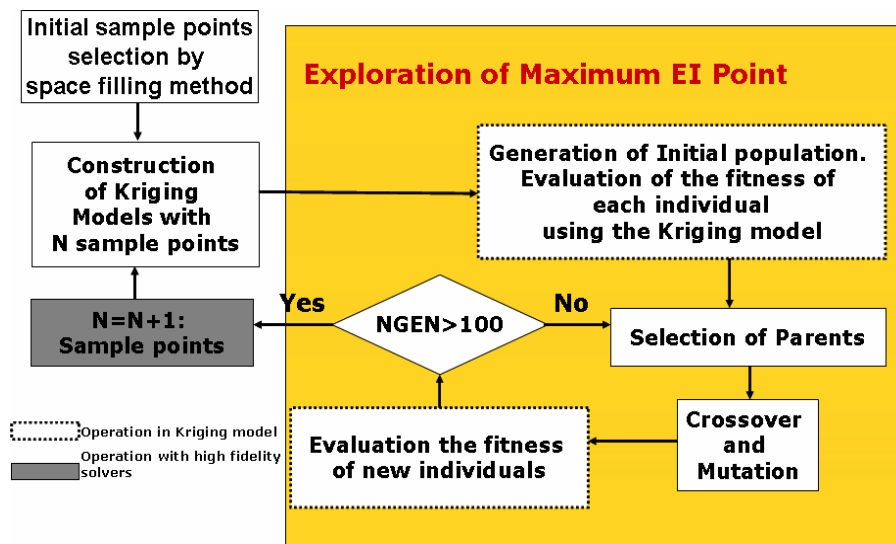 Initial sample points
selection by
space filling method
Exploration of Maximum EI Point
Construction
of Kriging
Models with
N sample points
Generation of Initial population.
Evaluation of the fitness of
each individual
using the Kriging model
Yes
NGEN>100
No
N=N+1:
Sample points
Selection of Parents
Crossover
and
Mutation
Evaluation the fitness
of new individuals
Operation in Kriging model
Operation with high fidelity
solvers